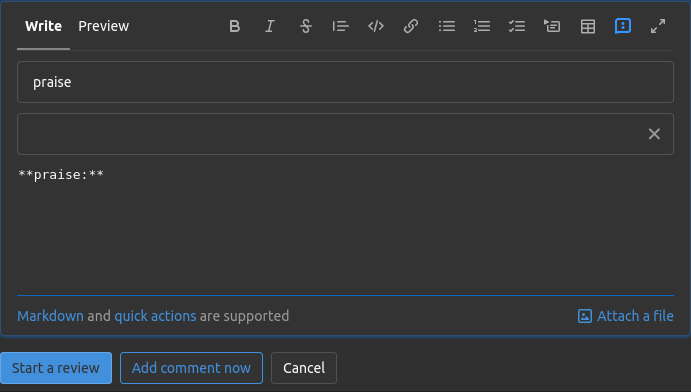 Write Preview
praise
**praise:**
Markdown and quick actions are supported Attach a file
Start a review Add comment now Cancel